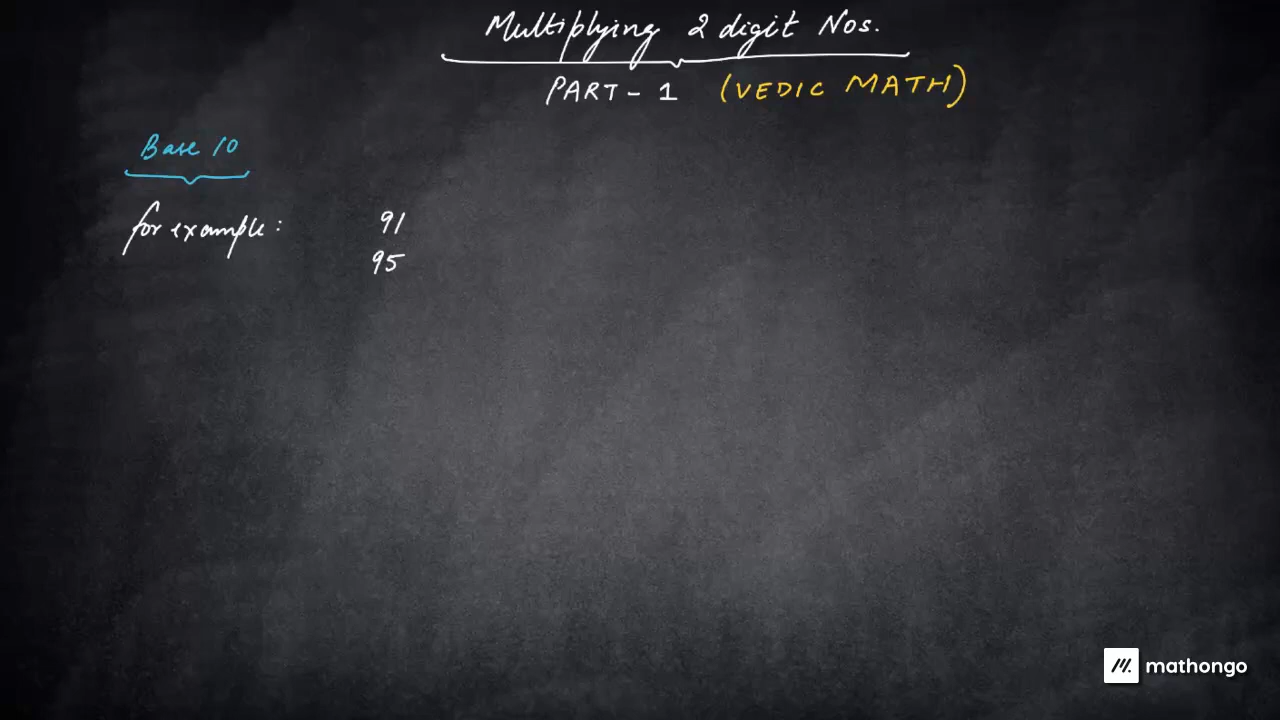 Multiplying 2 digit Nos.
PART - 1 (VEDIC MATH)
Base 10
for example: 91
95
mathongo